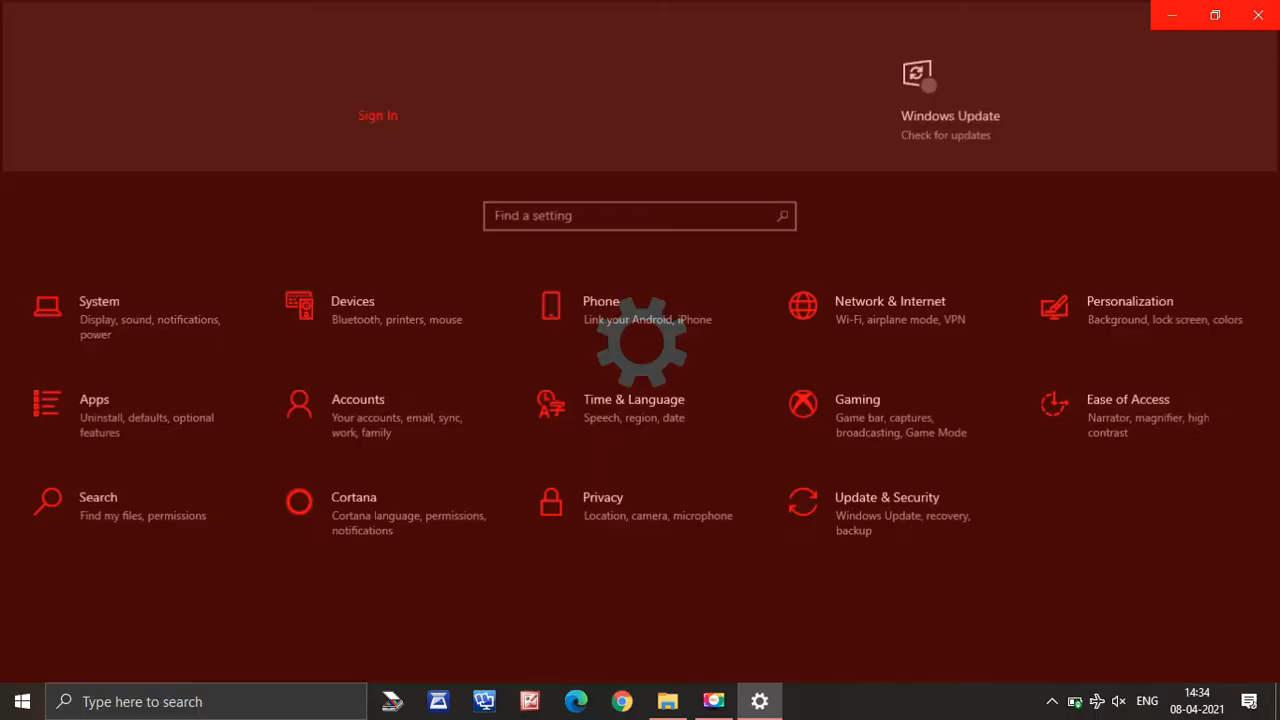 Sign In
Windows Update
Check for updates
Find a setting
System
Display, sound, notifications,
power
Devices
Bluetooth, printers, mouse
Phone
Link your Android, iPhone
Network & Internet
Wi-Fi, airplane mode, VPN
Personalization
Background, lock screen, colors
Apps
Uninstall, defaults, optional
features
Accounts
Your accounts, email, sync,
work, family
Time & Language
Speech, region, date
Gaming
Game bar, captures,
broadcasting, Game Mode
Ease of Access
Narrator, magnifier, high
contrast
Search
Find my files, permissions
Cortana
Cortana language, permissions,
notifications
Privacy
Location, camera, microphone
Update & Security
Windows Update, recovery,
backup
Type here to search
ENG
14:34
08-04-2021